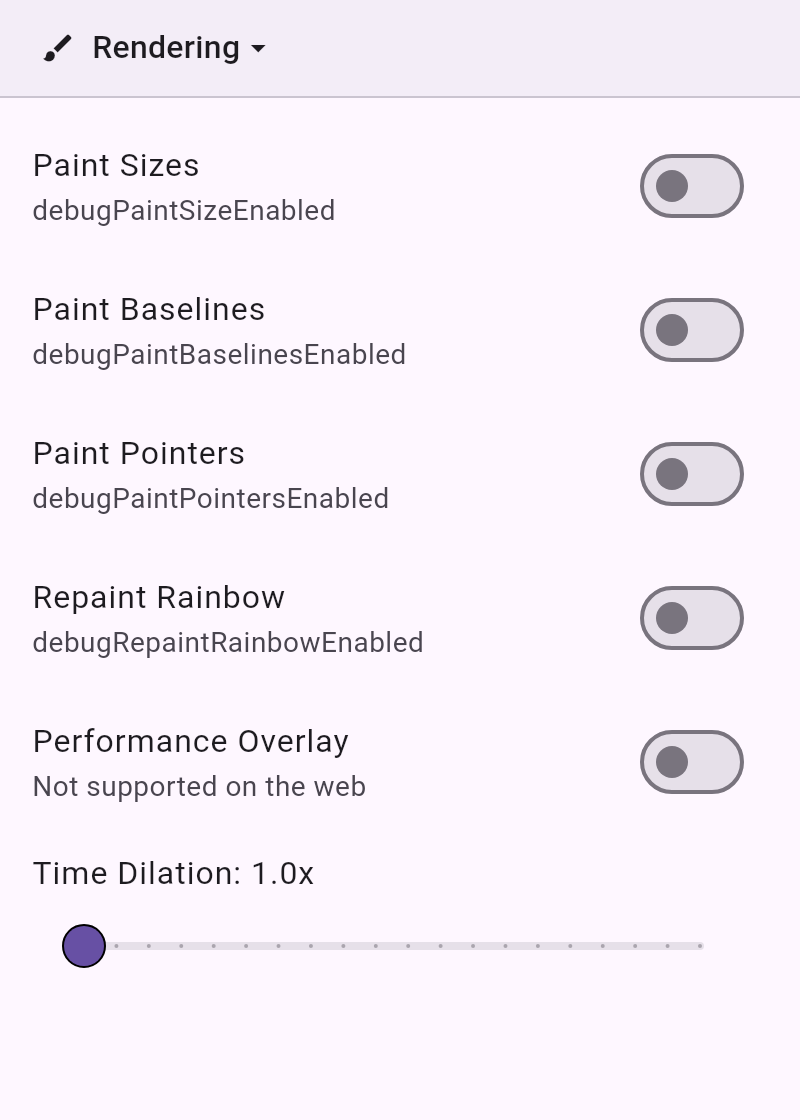 Rendering
Paint Sizes
debugPaintSizeEnabled
Paint Baselines
debugPaintBaselinesEnabled
Paint Pointers
debugPaintPointersEnabled
Repaint Rainbow
debugRepaintRainbowEnabled
Performance Overlay
Not supported on the web
Time Dilation: 1.0x